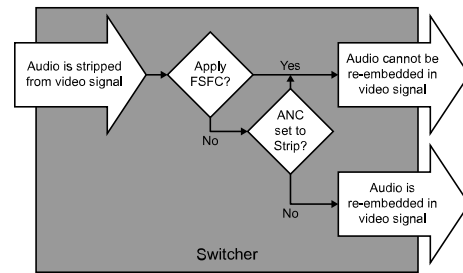 Audio is stripped
from video signal
Apply
FSFC?
Yes
Audio cannot be
re-embedded in
video signal
No
ANC
set to
Strip?
No
Audio is
re-embedded in
video signal
Switcher